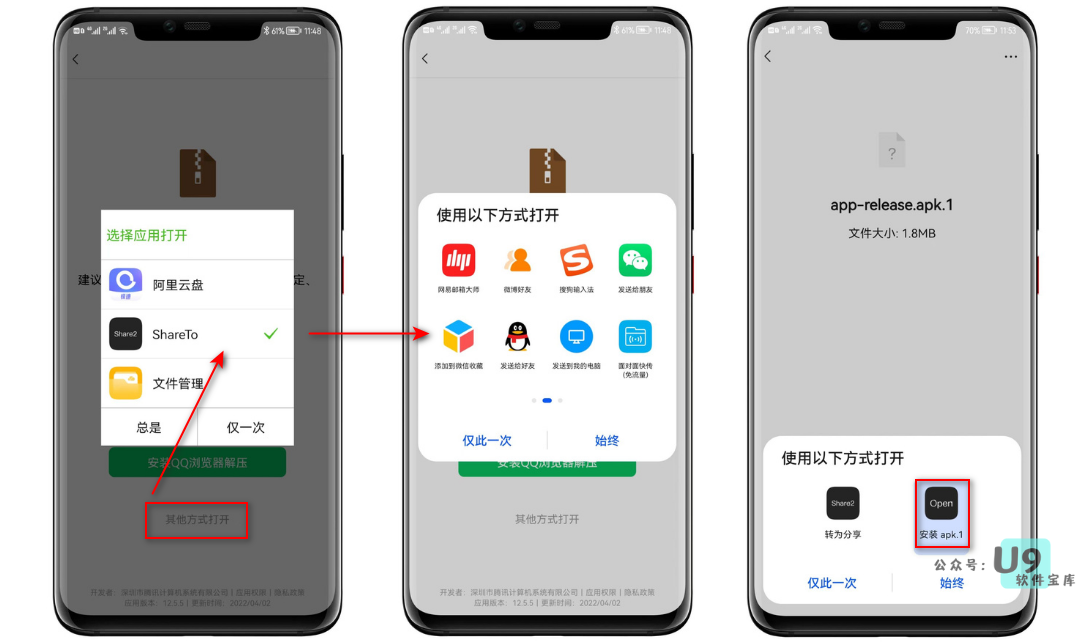 61% 11:48
选择应用打开
建议
定、
阿里云盘
Share2
ShareTo
文件管理
总是
仅一次
安装QQ浏览器解压
其他方式打开
开发者:深圳市腾讯计算机系统有限公司 | 应用权限 | 隐私政策
应用版本:12.5.5 | 更新时间:2022/04/02
61% 11:48
使用以下方式打开
网易邮箱大师
微博好友
搜狗输入法
发送给朋友
添加到微信收藏
发送给好友
发送到我的电脑
面对面快传
(免流量)
仅此一次
始终
安装QQ浏览器解压
其他方式打开
开发者:深圳市腾讯计算机系统有限公司 | 应用权限 | 隐私政策
应用版本:12.5.5 | 更新时间:2022/04/02
70% 11:53
?
app-release.apk.1
文件大小: 1.8MB
使用以下方式打开
Share2
Open
转为分享
安装 apk.1
仅此一次
始终
公众号:U9
软件宝库